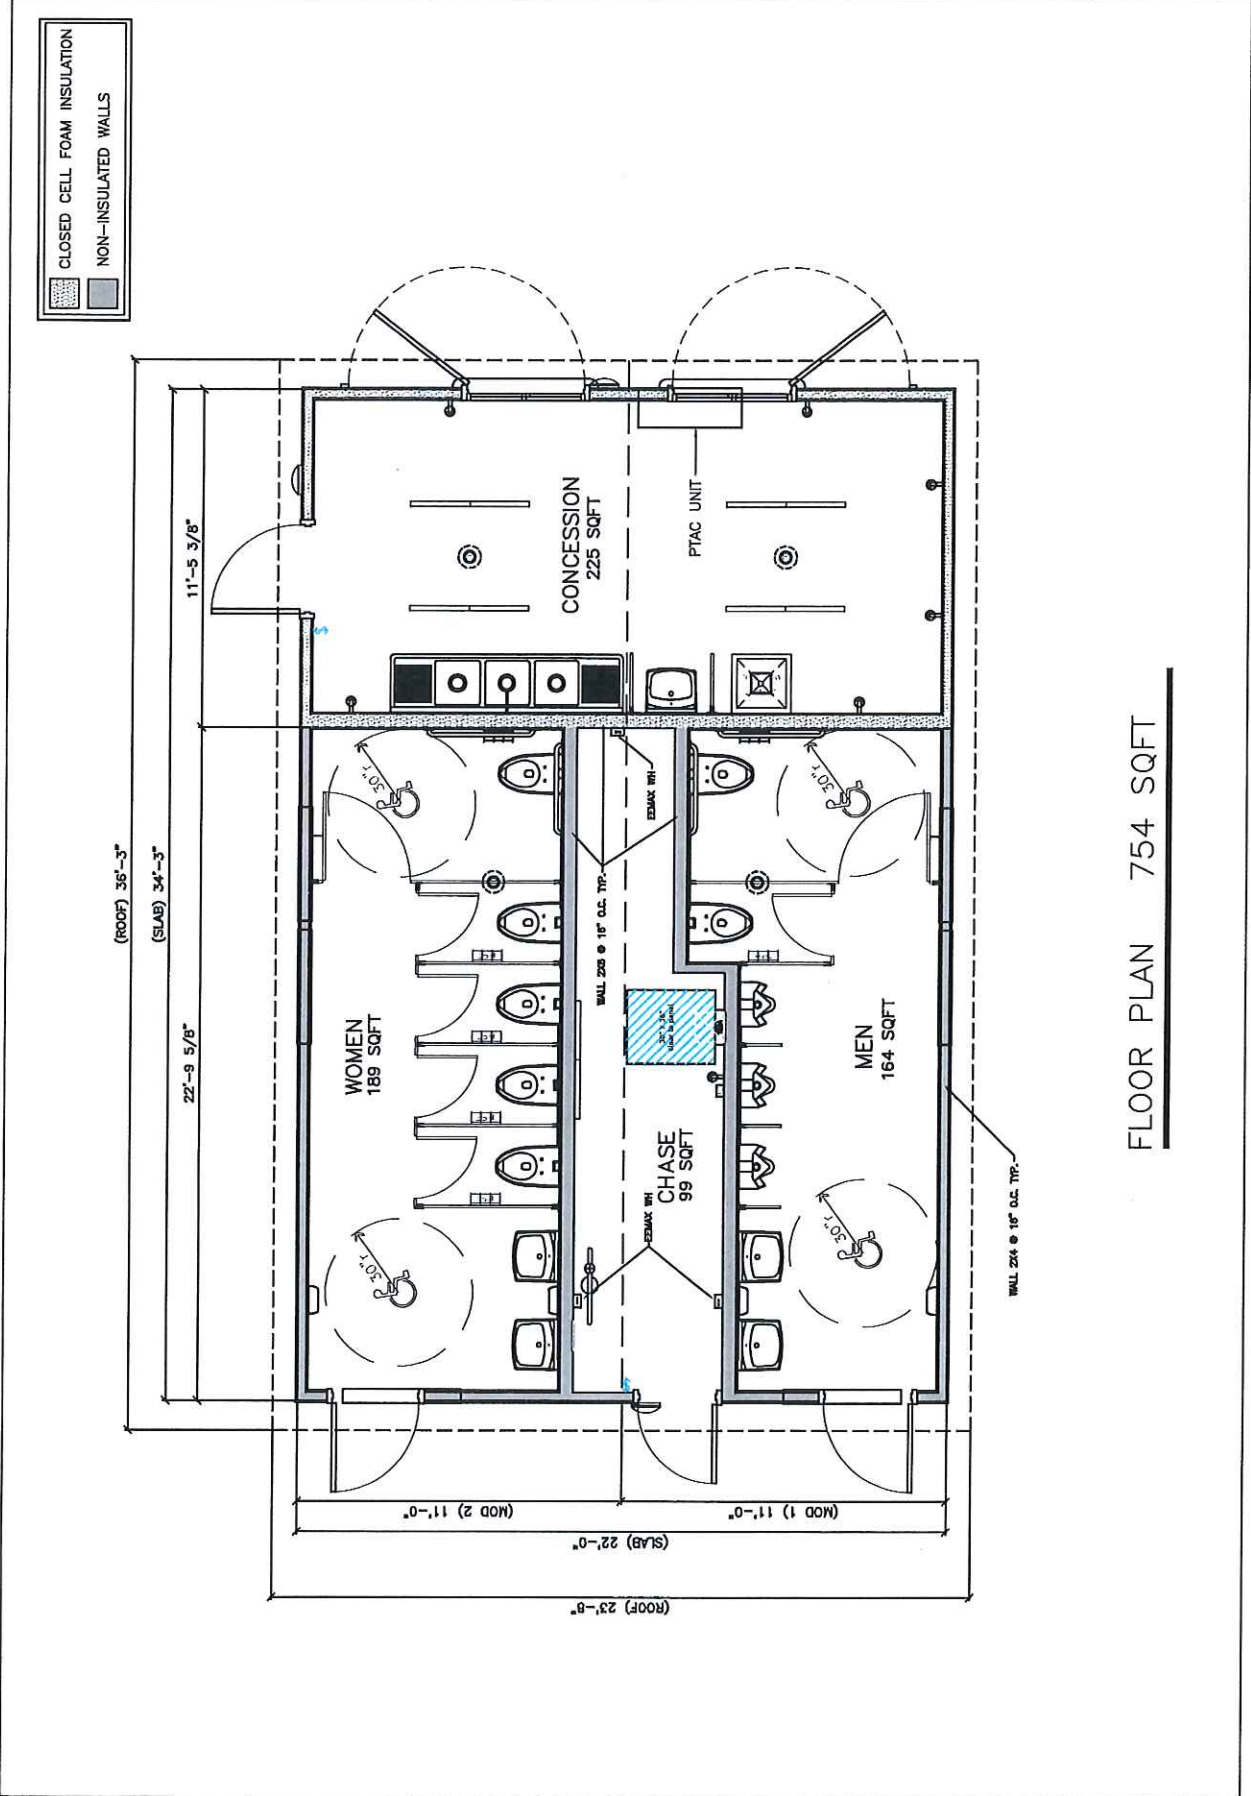 CLOSED CELL FOAM INSULATION
NON-INSULATED WALLS
(ROOF) 36'-3"
(SLAB) 34'-3"
22'-9 5/8"
11'-5 3/8"
WOMEN
189 SQFT
30" r
30" r
CONCESSION
225 SQFT
PTAC UNIT
WALL 2X6 @ 16" O.C. TYP.
EEMAX WH
CHASE
99 SQFT
EEMAX WH
MEN
164 SQFT
30" r
30" r
WALL 2X4 @ 16" O.C. TYP.
(MOD 2) 11'-0"
(MOD 1) 11'-0"
(SLAB) 22'-0"
(ROOF) 23'-8"
FLOOR PLAN 754 SQFT